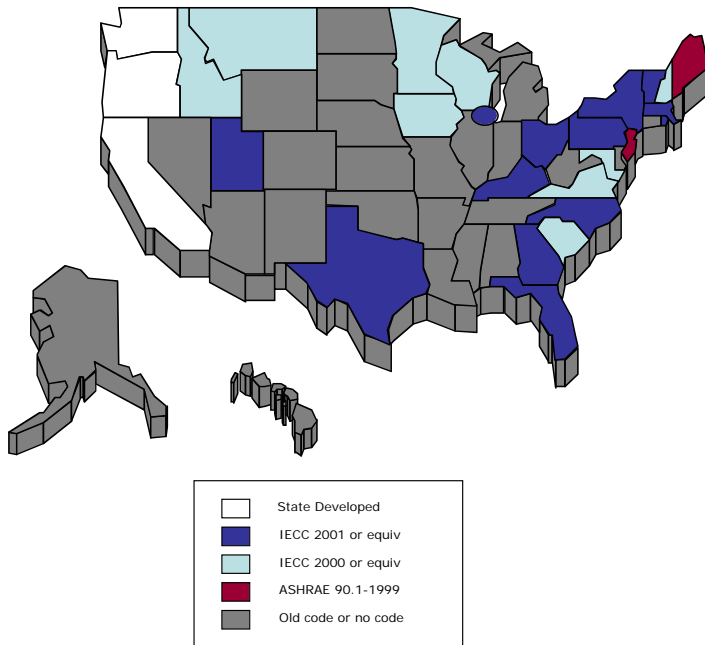 State Developed
IECC 2001 or equiv
IECC 2000 or equiv
ASHRAE 90.1-1999
Old code or no code